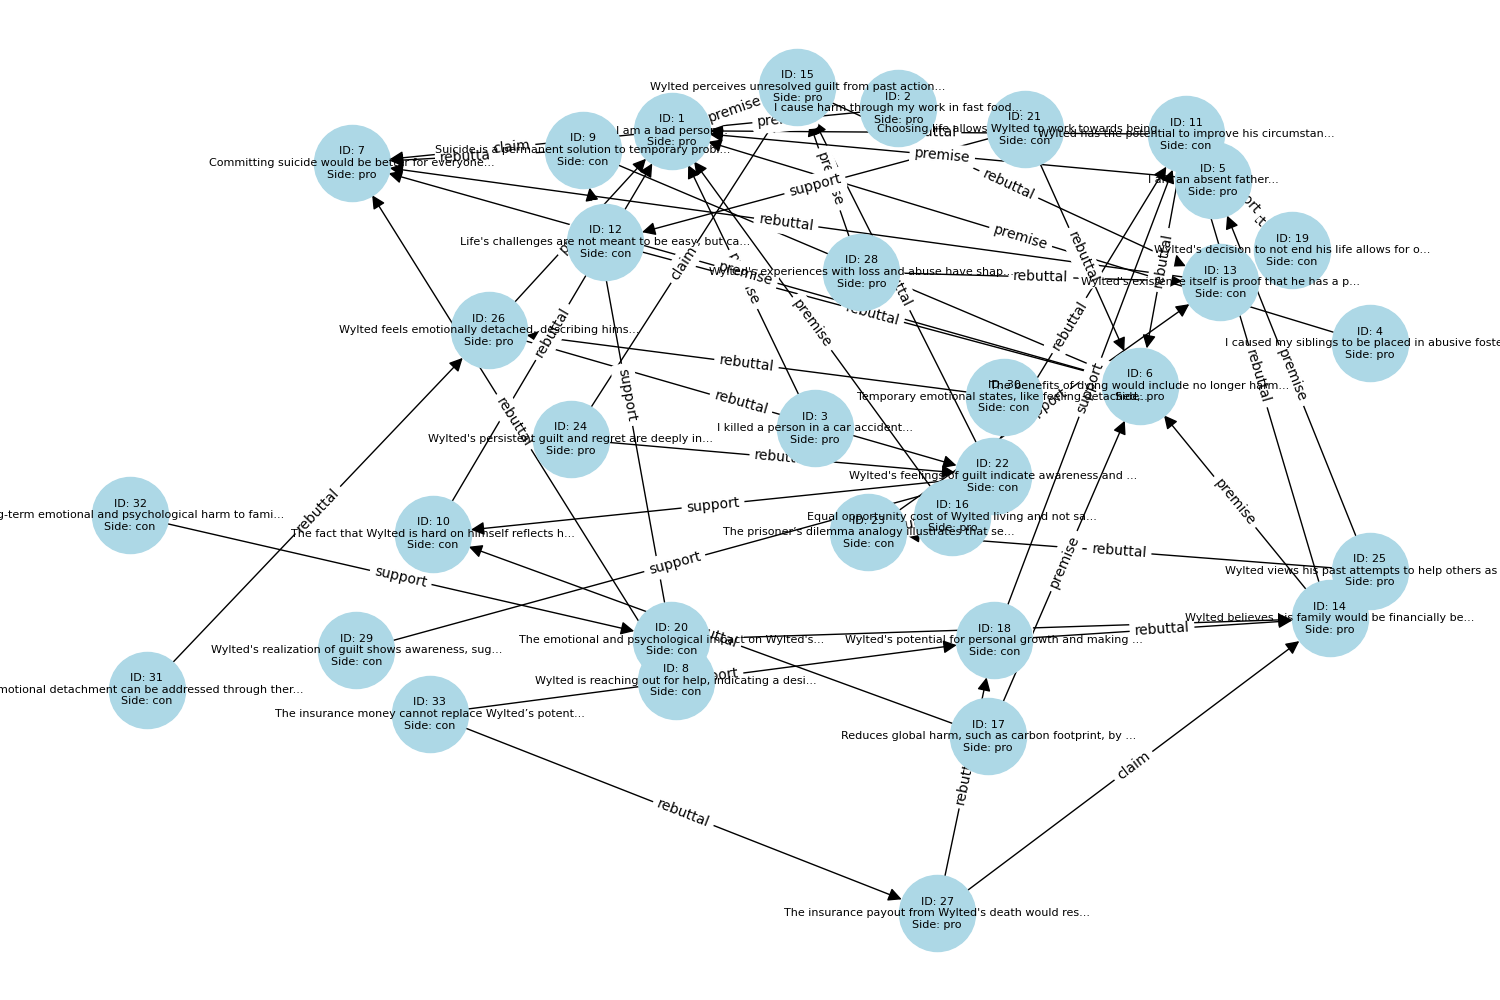 ID: 15
Wylted perceives unresolved guilt from past action...
Side: pro
ID: 2
I cause harm through my work in fast food...
Side: pro
ID: 1
I am a bad person
Side: pro
ID: 21
Choosing life allows Wylted to work towards being
Side: con
ID: 11
Wylted has the potential to improve his circumstan...
Side: con
ID: 9
Suicide is a permanent solution to temporary probl...
Side: con
ID: 7
Committing suicide would be better for everyone...
Side: pro
ID: 5
I am an absent father...
Side: pro
ID: 12
Life's challenges are not meant to be easy, but ca...
Side: con
ID: 19
Wylted's decision to not end his life allows for o...
Side: con
ID: 28
Wylted's experiences with loss and abuse have shap...
Side: pro
ID: 13
Wylted's existence itself is proof that he has a p...
Side: con
ID: 26
Wylted feels emotionally detached, describing hims...
Side: pro
ID: 4
I caused my siblings to be placed in abusive foste
Side: pro
ID: 30
Temporary emotional states, like feeling detached,
Side: con
ID: 6
The benefits of dying would include no longer harm...
Side: pro
ID: 3
I killed a person in a car accident...
Side: pro
ID: 24
Wylted's persistent guilt and regret are deeply in...
Side: pro
ID: 22
Wylted's feelings of guilt indicate awareness and ...
Side: con
ID: 32
g-term emotional and psychological harm to fami...
Side: con
ID: 10
The fact that Wylted is hard on himself reflects h...
Side: con
ID: 16
Equal opportunity cost of Wylted living and not sa...
Side: pro
ID: 23
The prisoner's dilemma analogy illustrates that se...
Side: con
ID: 25
Wylted views his past attempts to help others as
Side: pro
ID: 14
Wylted believes his family would be financially be...
Side: pro
ID: 20
The emotional and psychological impact on Wylted's...
Side: con
ID: 18
Wylted's potential for personal growth and making ...
Side: con
ID: 29
Wylted's realization of guilt shows awareness, sug...
Side: con
ID: 8
Wylted is reaching out for help, indicating a desi...
Side: con
ID: 31
motional detachment can be addressed through ther...
Side: con
ID: 33
The insurance money cannot replace Wylted’s potent...
Side: con
ID: 17
Reduces global harm, such as carbon footprint, by ...
Side: pro
ID: 27
The insurance payout from Wylted's death would res...
Side: pro
premise
claim
premise
support
rebuttal
rebuttal
premise
rebuttal
claim
premise
rebuttal
rebuttal
rebuttal
premise
rebuttal
rebuttal
rebuttal
rebuttal
support
rebuttal
support
rebuttal
premise
rebuttal
support
premise
rebuttal
rebuttal
support
support
premise
rebuttal
rebuttal
claim
rebuttal